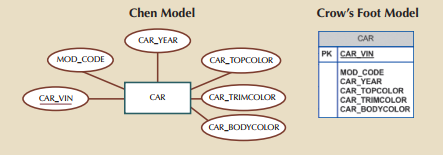 Chen Model
Crow's Foot Model
CAR_YEAR
MOD_CODE
CAR_TOPCOLOR
CAR_VIN
CAR
CAR_TRIMCOLOR
CAR_BODYCOLOR
CAR
PK CAR_VIN
MOD_CODE
CAR_YEAR
CAR_TOPCOLOR
CAR_TRIMCOLOR
CAR_BODYCOLOR